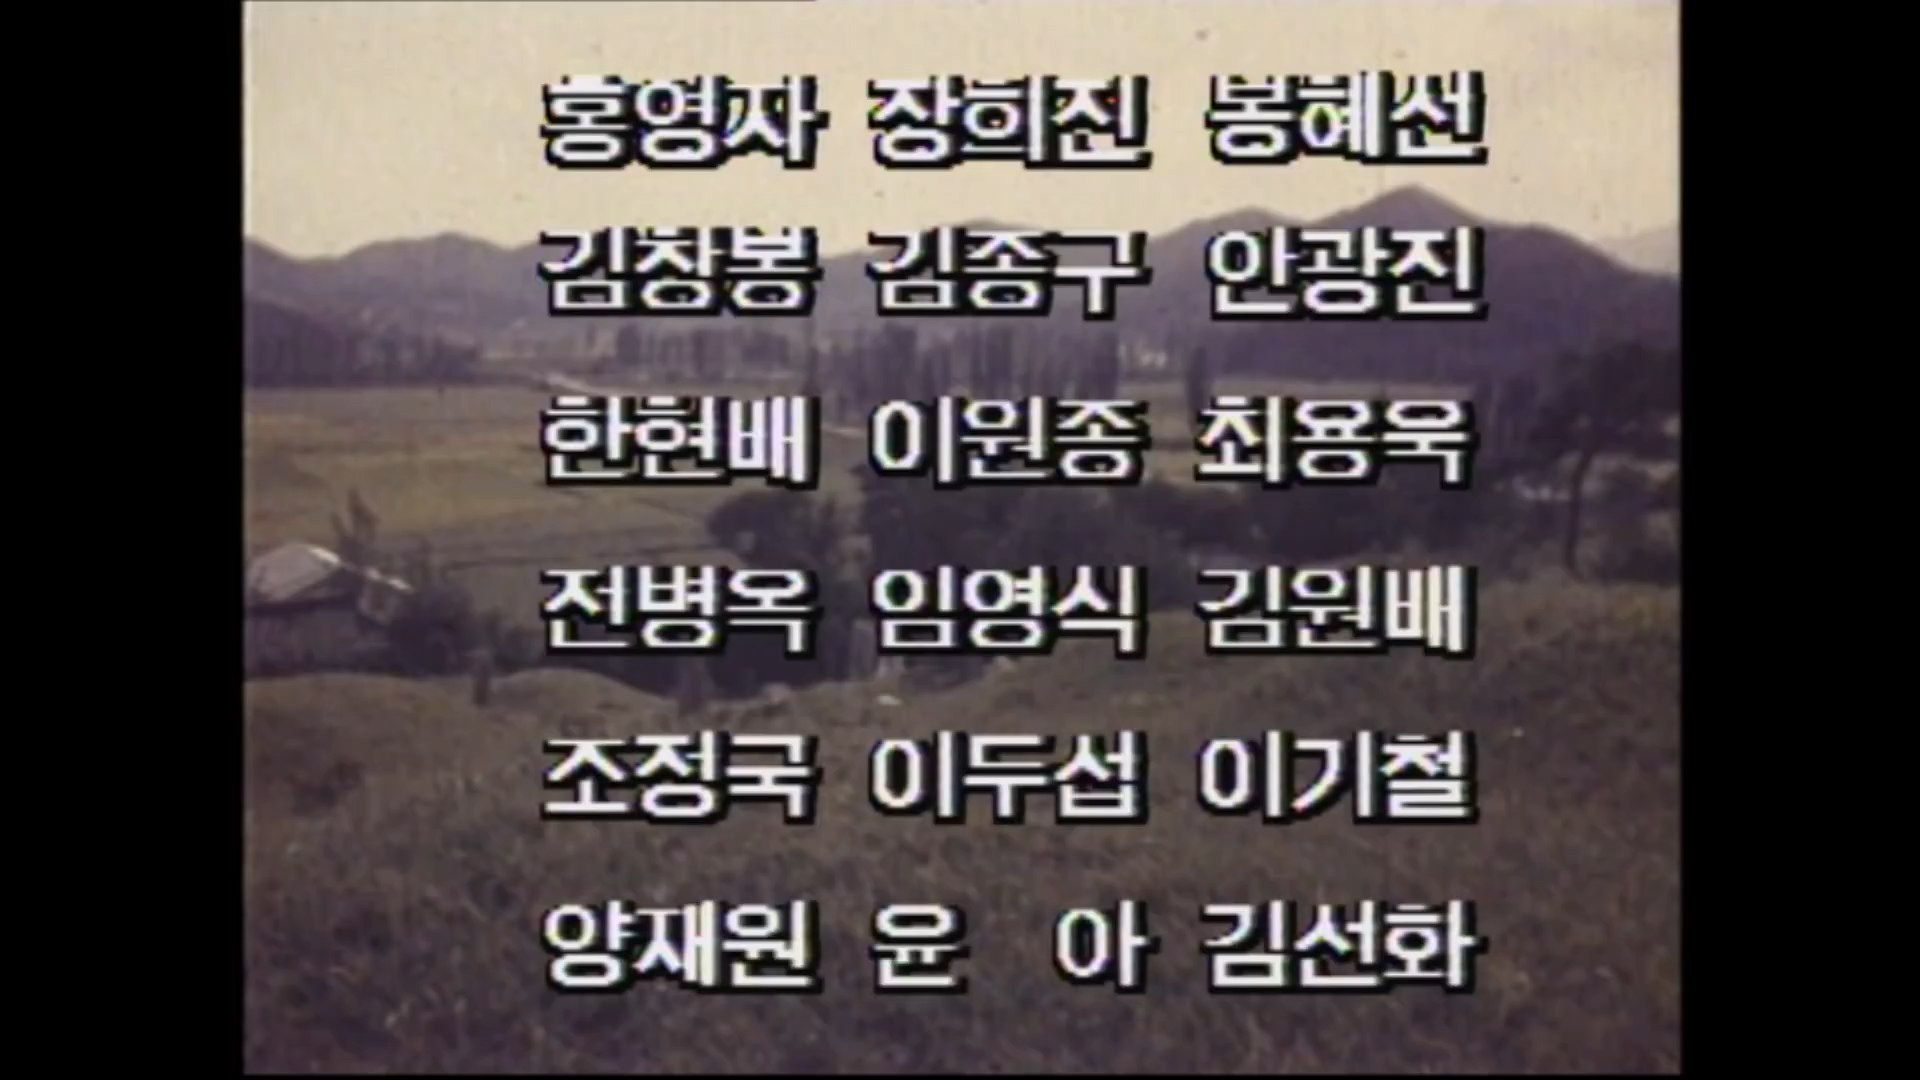 홍영자 장희진 봉혜선
김창봉 김종구 안광진
한현배 이원종 최용욱
전병옥 임영식 김원배
조정국 이두섭 이기철
양재원 윤 아 김선화